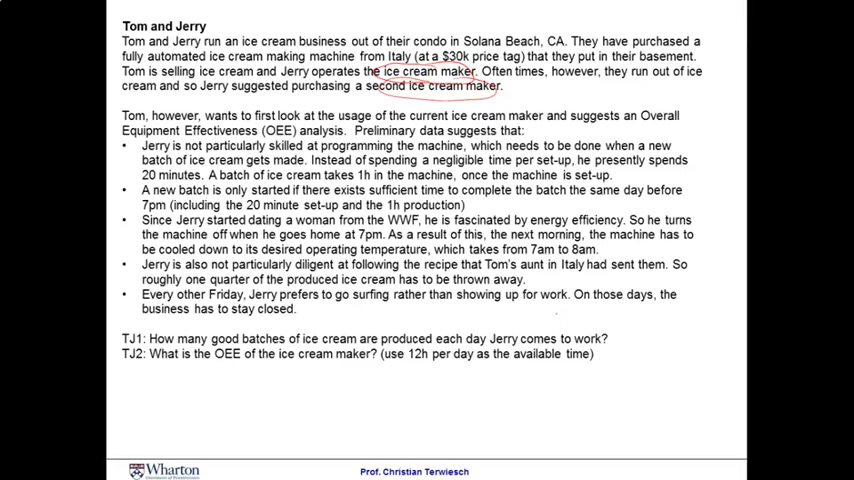 Tom and Jerry
Tom and Jerry run an ice cream business out of their condo in Solana Beach, CA. They have purchased a
fully automated ice cream making machine from Italy (at a $30k price tag) that they put in their basement.
Tom is selling ice cream and Jerry operates the ice cream maker. Often times, however, they run out of ice
cream and so Jerry suggested purchasing a second ice cream maker.
Tom, however, wants to first look at the usage of the current ice cream maker and suggests an Overall
Equipment Effectiveness (OEE) analysis. Preliminary data suggests that:
• Jerry is not particularly skilled at programming the machine, which needs to be done when a new
batch of ice cream gets made. Instead of spending a negligible time per set-up, he presently spends
20 minutes. A batch of ice cream takes 1h in the machine, once the machine is set-up.
• A new batch is only started if there exists sufficient time to complete the batch the same day before
7pm (including the 20 minute set-up and the 1h production)
• Since Jerry started dating a woman from the WWF, he is fascinated by energy efficiency. So he turns
the machine off when he goes home at 7pm. As a result of this, the next morning, the machine has to
be cooled down to its desired operating temperature, which takes from 7am to 8am.
• Jerry is also not particularly diligent at following the recipe that Tom's aunt in Italy had sent them. So
roughly one quarter of the produced ice cream has to be thrown away.
• Every other Friday, Jerry prefers to go surfing rather than showing up for work. On those days, the
business has to stay closed.
TJ1: How many good batches of ice cream are produced each day Jerry comes to work?
TJ2: What is the OEE of the ice cream maker? (use 12h per day as the available time)
Wharton
Prof. Christian Terwiesch